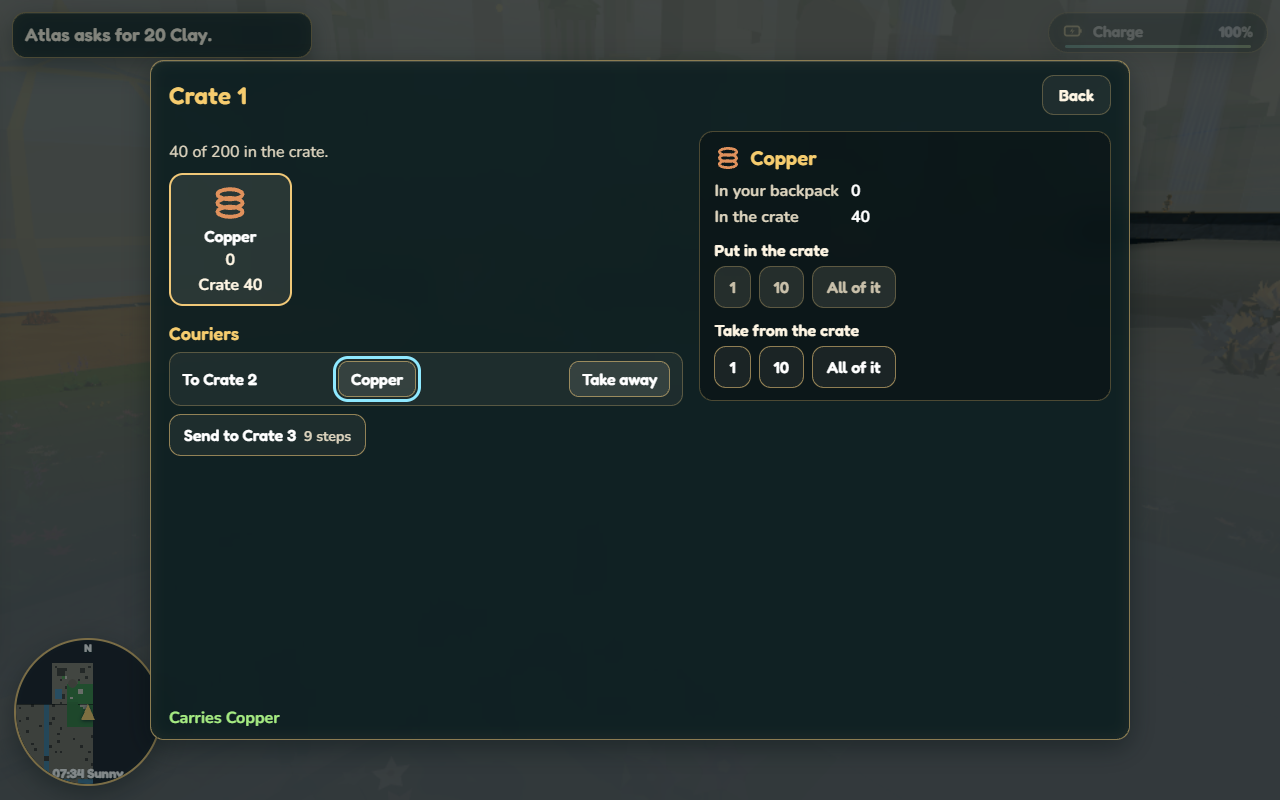 Atlas asks for 20 Clay.
Charge 100%
Crate 1
Back
40 of 200 in the crate.
Copper
0
Crate 40
Couriers
To Crate 2 Copper Take away
Send to Crate 3 9 steps
Copper
In your backpack 0
In the crate 40
Put in the crate
1 10 All of it
Take from the crate
1 10 All of it
Carries Copper
N
07:34 Sunny